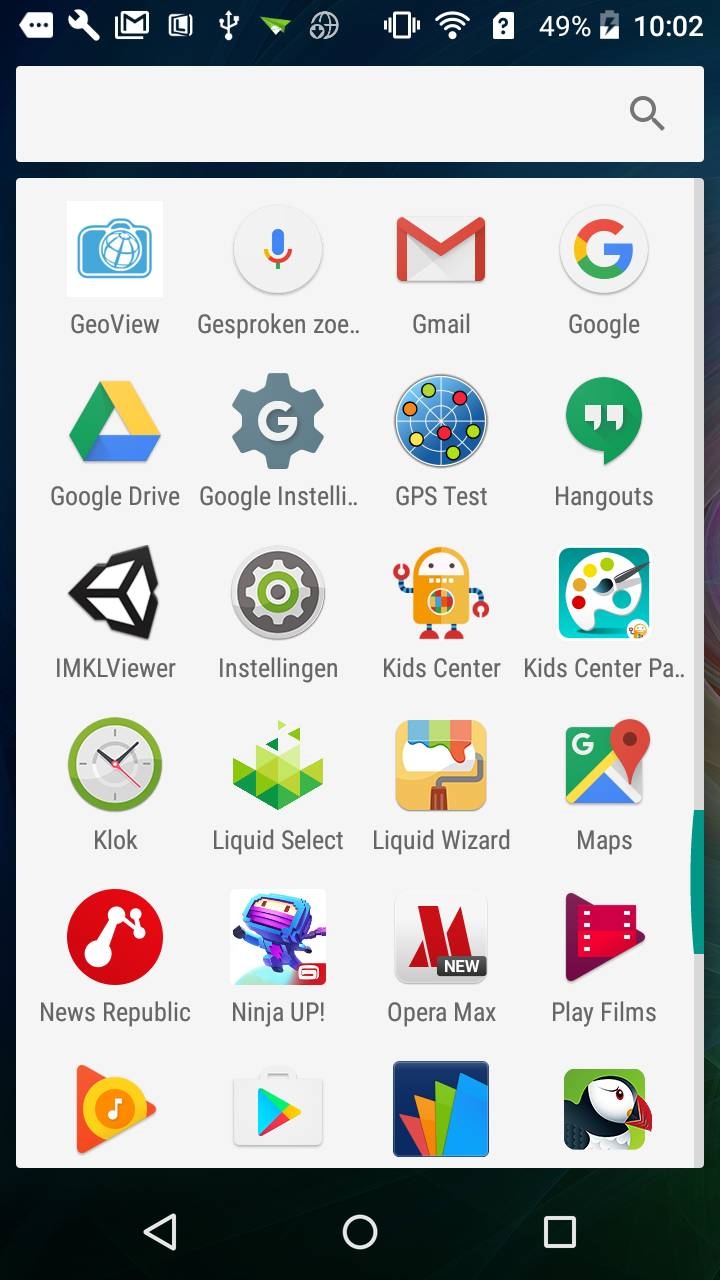 49% 10:02
GeoView
Gesproken zoe..
Gmail
Google
Google Drive
Google Instelli..
GPS Test
Hangouts
IMKLViewer
Instellingen
Kids Center
Kids Center Pa..
Klok
Liquid Select
Liquid Wizard
Maps
NEW
News Republic
Ninja UP!
Opera Max
Play Films